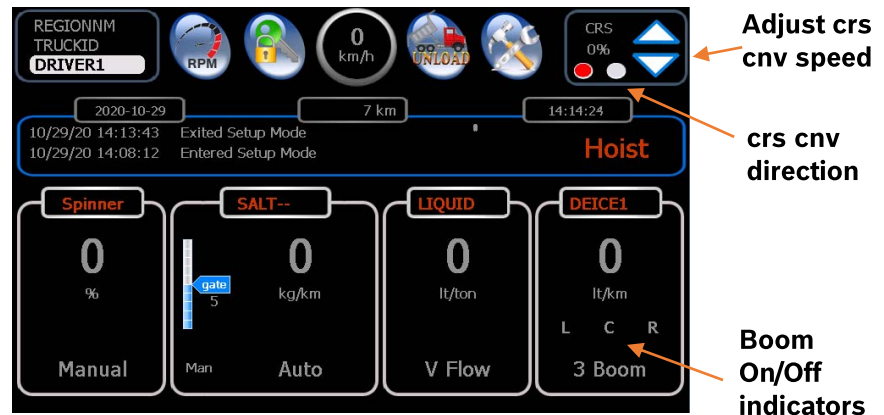 REGIONNM
TRUCKID
DRIVER1
RPM
0
km/h
UNLOAD
CRS
0%
Adjust crs
cnv speed
2020-10-29
7 km
14:14:24
10/29/20 14:13:43 Exited Setup Mode
10/29/20 14:08:12 Entered Setup Mode
Hoist
crs cnv
direction
Spinner
SALT--
LIQUID
DEICE1
0
%
Manual
gate
5
Man
0
kg/km
Auto
0
lt/ton
V Flow
0
lt/km
L C R
3 Boom
Boom
On/Off
indicators